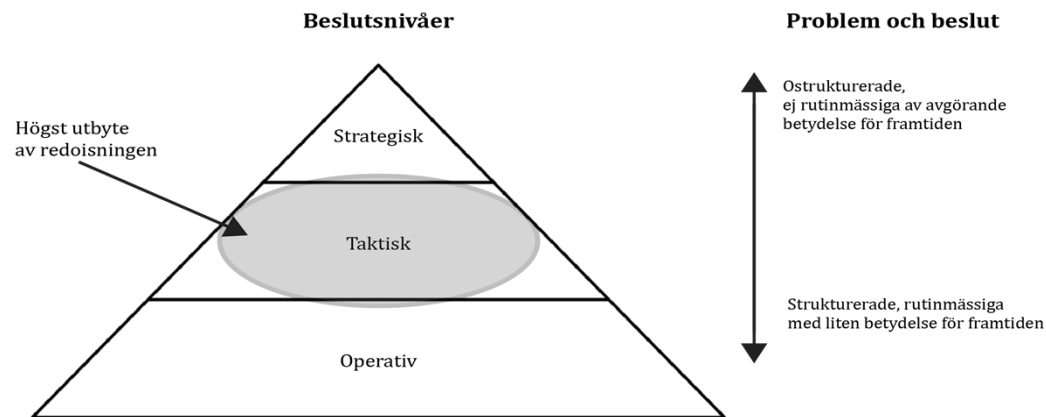 Beslutsnivåer
Problem och beslut
Högst utbyte
av redoisningen
Strategisk
Taktisk
Operativ
Ostrukturerade,
ej rutinmässiga av avgörande
betydelse för framtiden
Strukturerade, rutinmässiga
med liten betydelse för framtiden